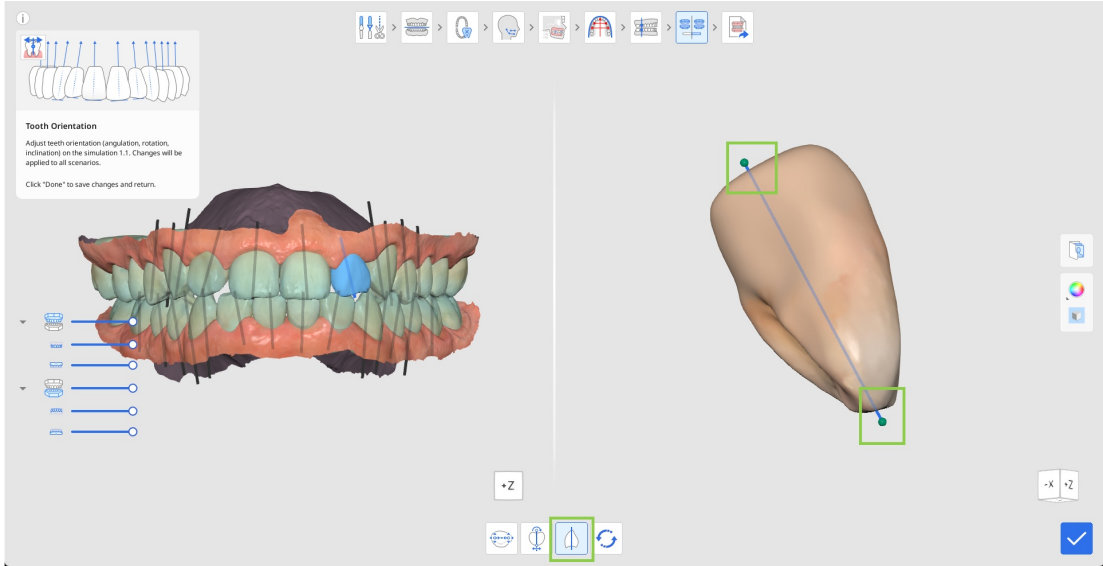 Tooth Orientation
Adjust teeth orientation (angulation, rotation,
inclination) on the simulation 1.1. Changes will be
applied to all scenarios.
Click "Done" to save changes and return.
+Z
-X +Z